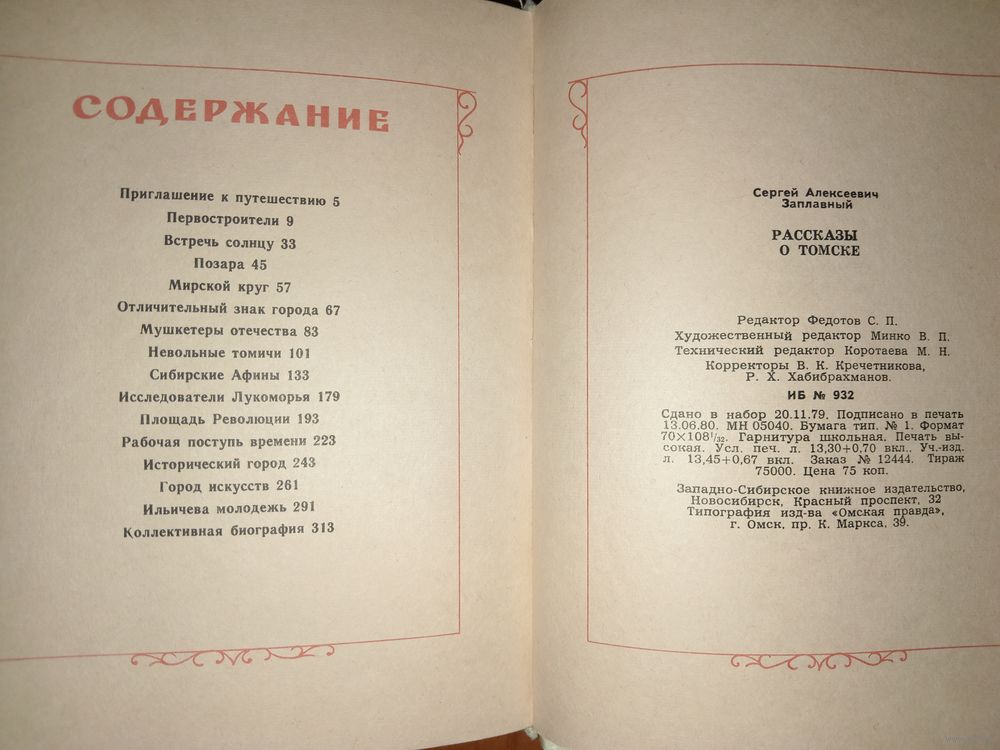 СОДЕРЖАНИЕ
Приглашение к путешествию 5
Первостроители 9
Встречь солнцу 33
Позара 45
Мирской круг 57
Отличительный знак города 67
Мушкетеры отечества 83
Невольные томичи 101
Сибирские Афины 133
Исследователи Лукоморья 179
Площадь Революции 193
Рабочая поступь времени 223
Исторический город 243
Город искусств 261
Ильичева молодежь 291
Коллективная биография 313
Сергей Алексеевич
Заплавный
РАССКАЗЫ
О ТОМСКЕ
Редактор Федотов С. П.
Художественный редактор Минко В. П.
Технический редактор Коротаева М. Н.
Корректоры В. К. Кречетникова,
Р. Х. Хабибрахманов.
ИБ № 932
Сдано в набор 20.11.79. Подписано в печать
13.06.80. МН 05040. Бумага тип. № 1. Формат
70×108¹/₃₂. Гарнитура школьная. Печать вы-
сокая. Усл. печ. л. 13,30+0,70 вкл.. Уч.-изд.
л. 13,45+0,67 вкл. Заказ № 12444. Тираж
75000. Цена 75 коп.
Западно-Сибирское книжное издательство,
Новосибирск, Красный проспект, 32
Типография изд-ва «Омская правда»,
г. Омск, пр. К. Маркса, 39.